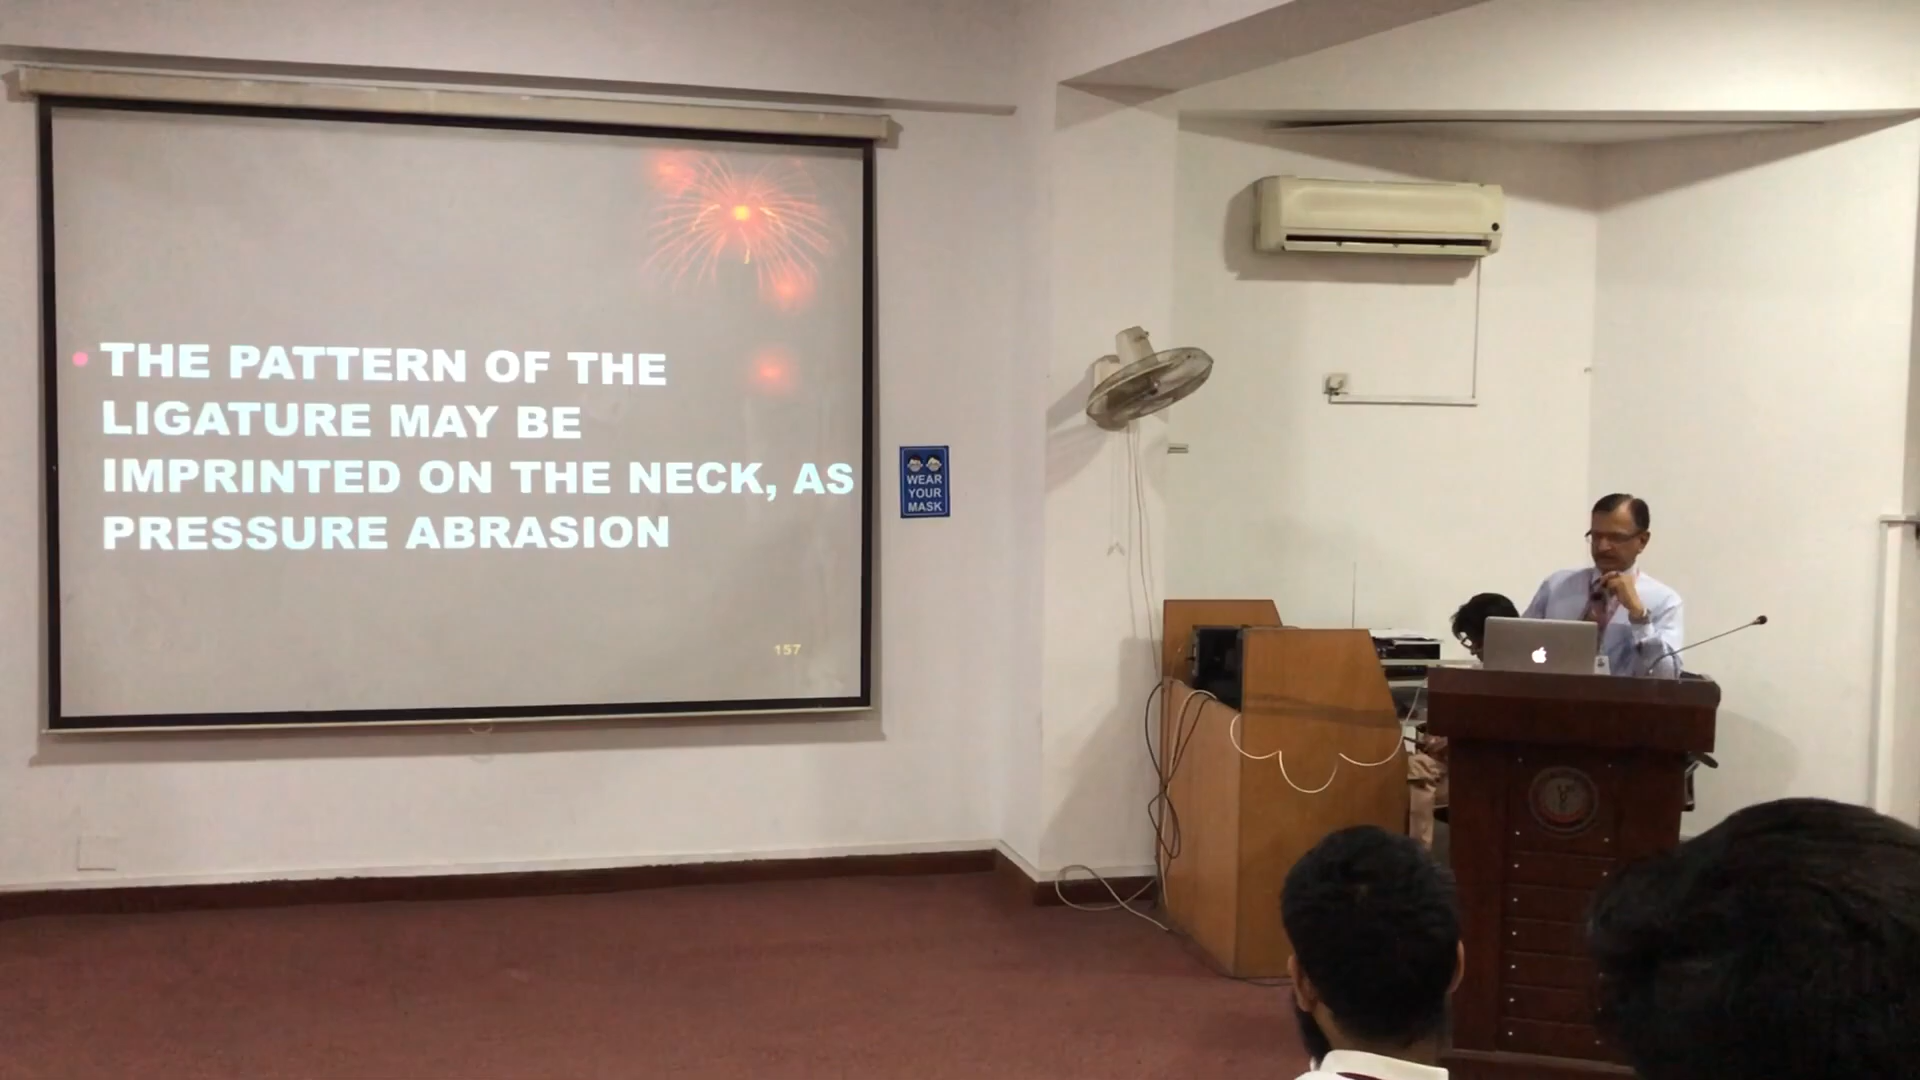 • THE PATTERN OF THE
LIGATURE MAY BE
IMPRINTED ON THE NECK, AS
PRESSURE ABRASION
157
WEAR
YOUR
MASK